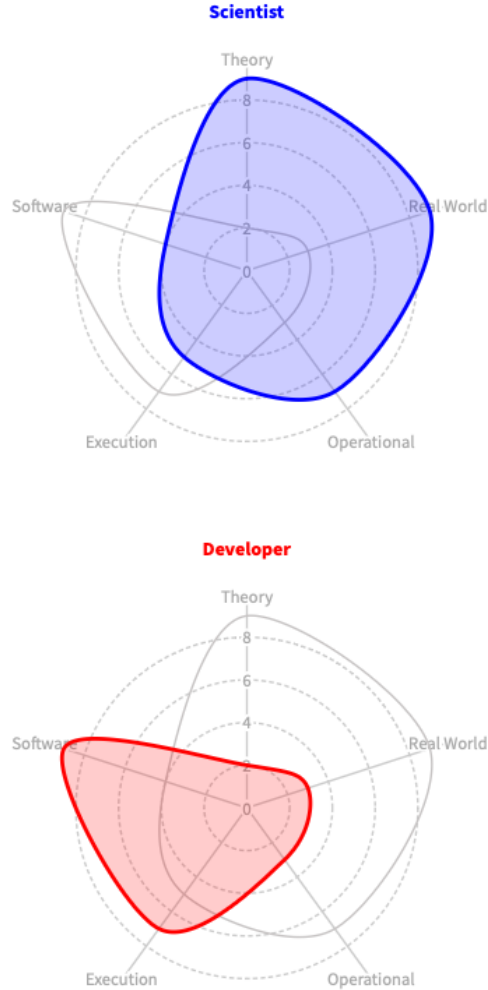 Scientist
Theory
8
6
4
Software
Real World
2
0
Execution
Operational
Developer
Theory
8
6
4
Software
Real World
2
0
Execution
Operational